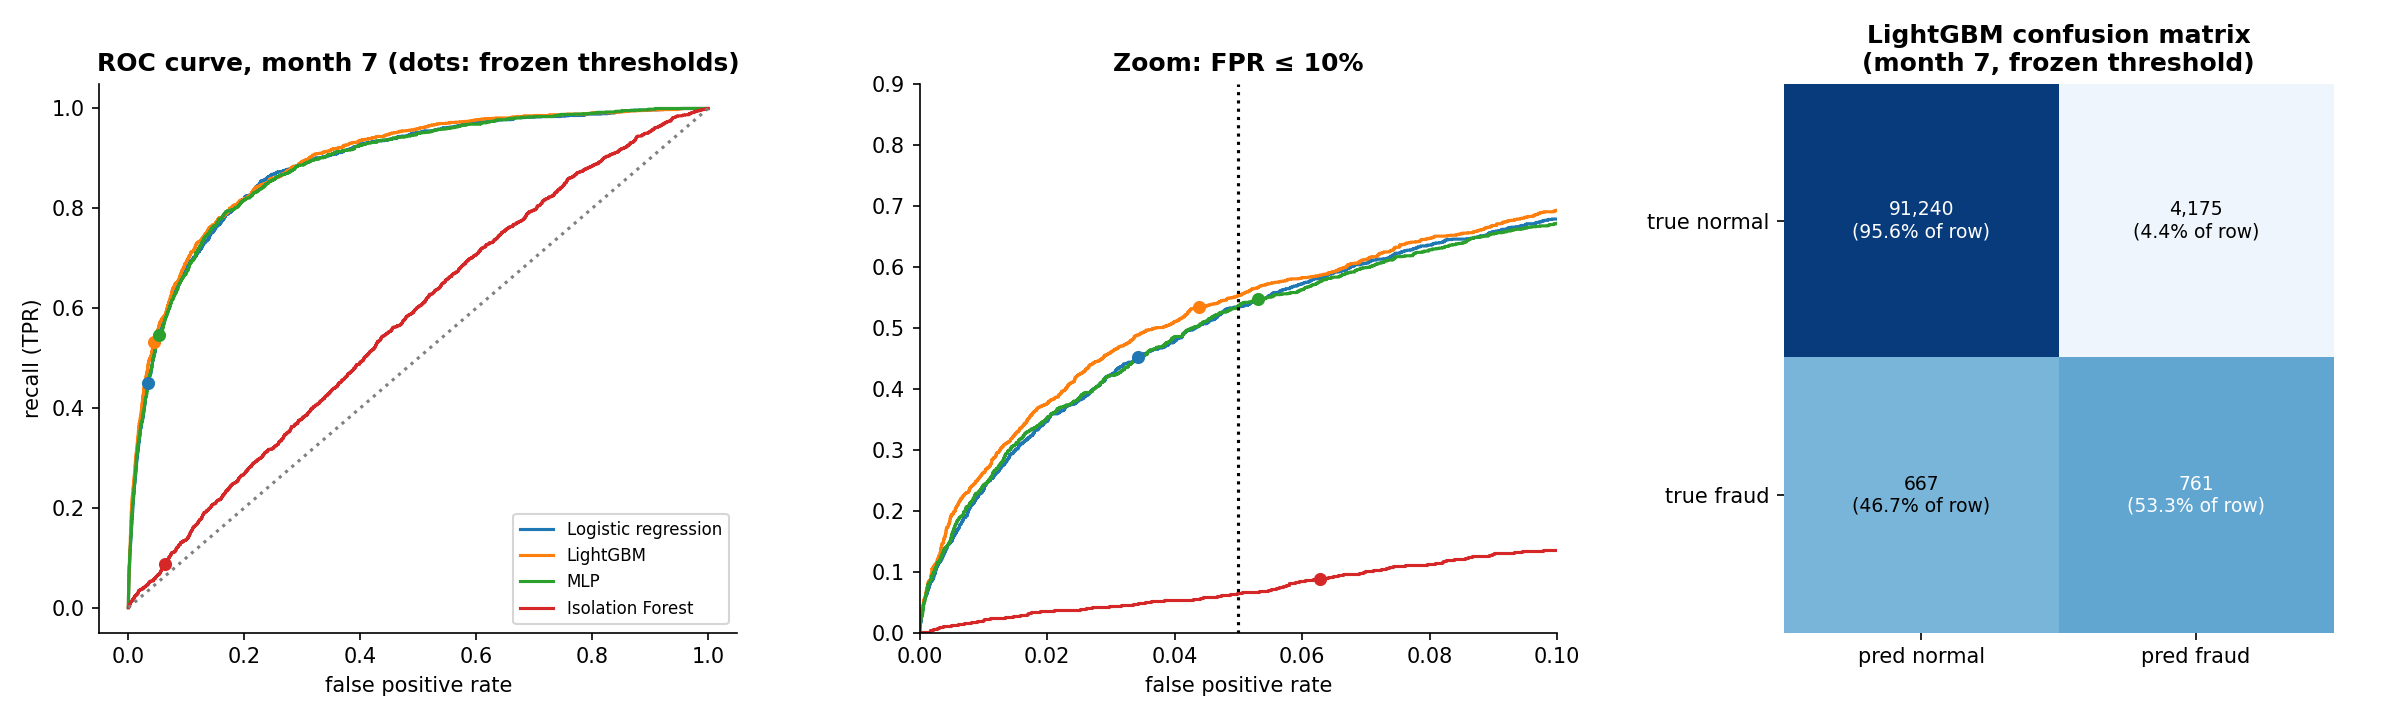 ROC curve, month 7 (dots: frozen thresholds)
recall (TPR)
1.0
0.8
0.6
0.4
0.2
0.0
0.0 0.2 0.4 0.6 0.8 1.0
false positive rate
Logistic regression
LightGBM
MLP
Isolation Forest
Zoom: FPR ≤ 10%
0.9
0.8
0.7
0.6
0.5
0.4
0.3
0.2
0.1
0.0
0.00 0.02 0.04 0.06 0.08 0.10
false positive rate
LightGBM confusion matrix
(month 7, frozen threshold)
true normal
91,240
(95.6% of row)
4,175
(4.4% of row)
true fraud
667
(46.7% of row)
761
(53.3% of row)
pred normal pred fraud